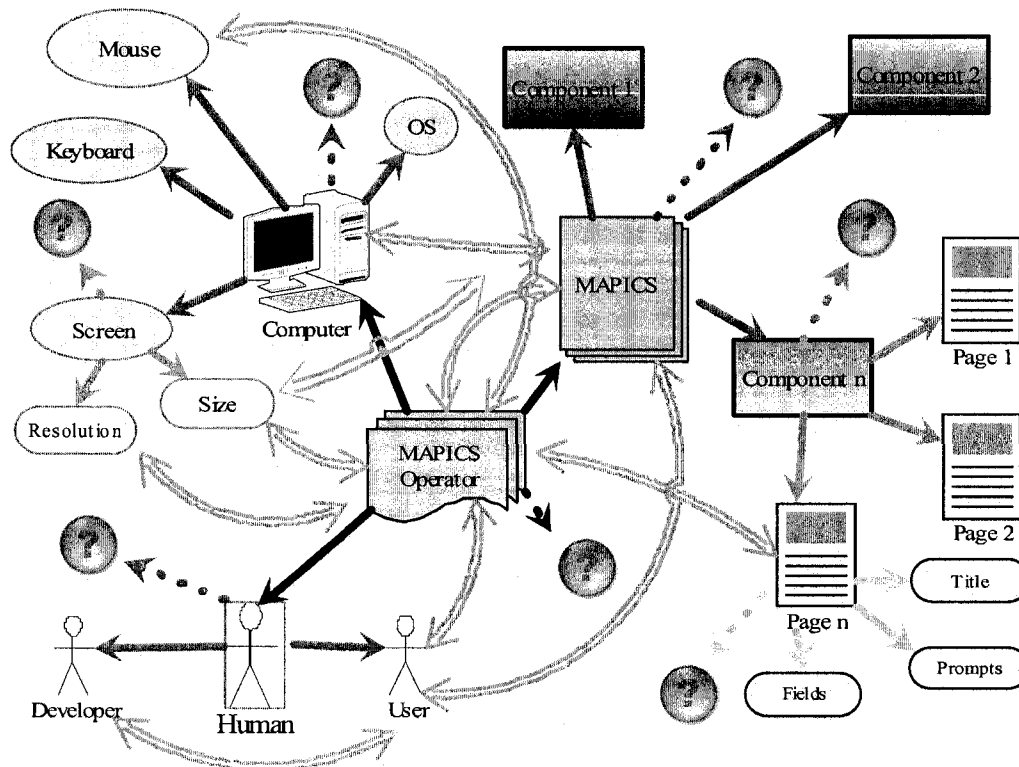 Mouse
?
Component 1
?
Component 2
OS
Keyboard
?
?
MAPICS
Computer
Screen
Page 1
Component n
Size
Resolution
MAPICS
Operator
?
?
Page 2
Title
Page n
Prompts
?
Fields
Developer
Human
User